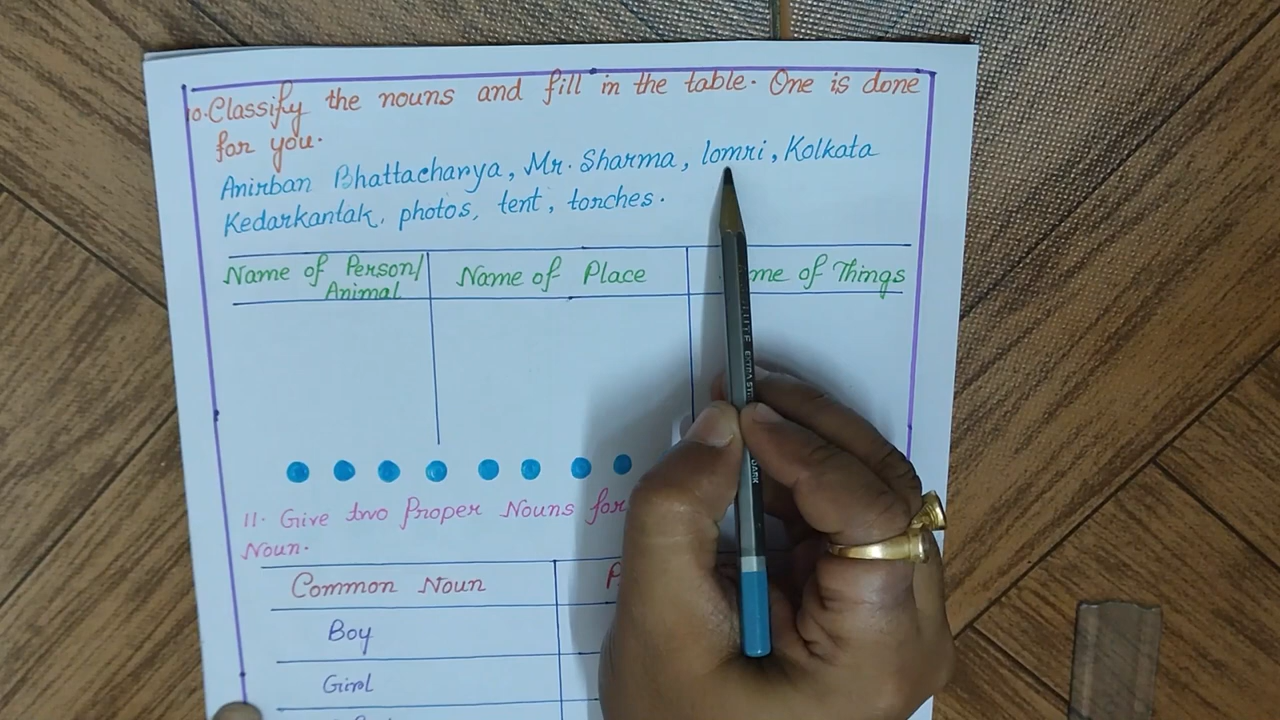 10. Classify the nouns and fill in the table. One is done
for you.
Anirban Bhattacharya, Mr. Sharma, lomri, Kolkata
Kedarkantak, photos, tent, torches.
Name of Person/ Animal
Name of Place
me of Things
11. Give two Proper Nouns for
Noun.
Common Noun
P
Boy
Girl
DARK